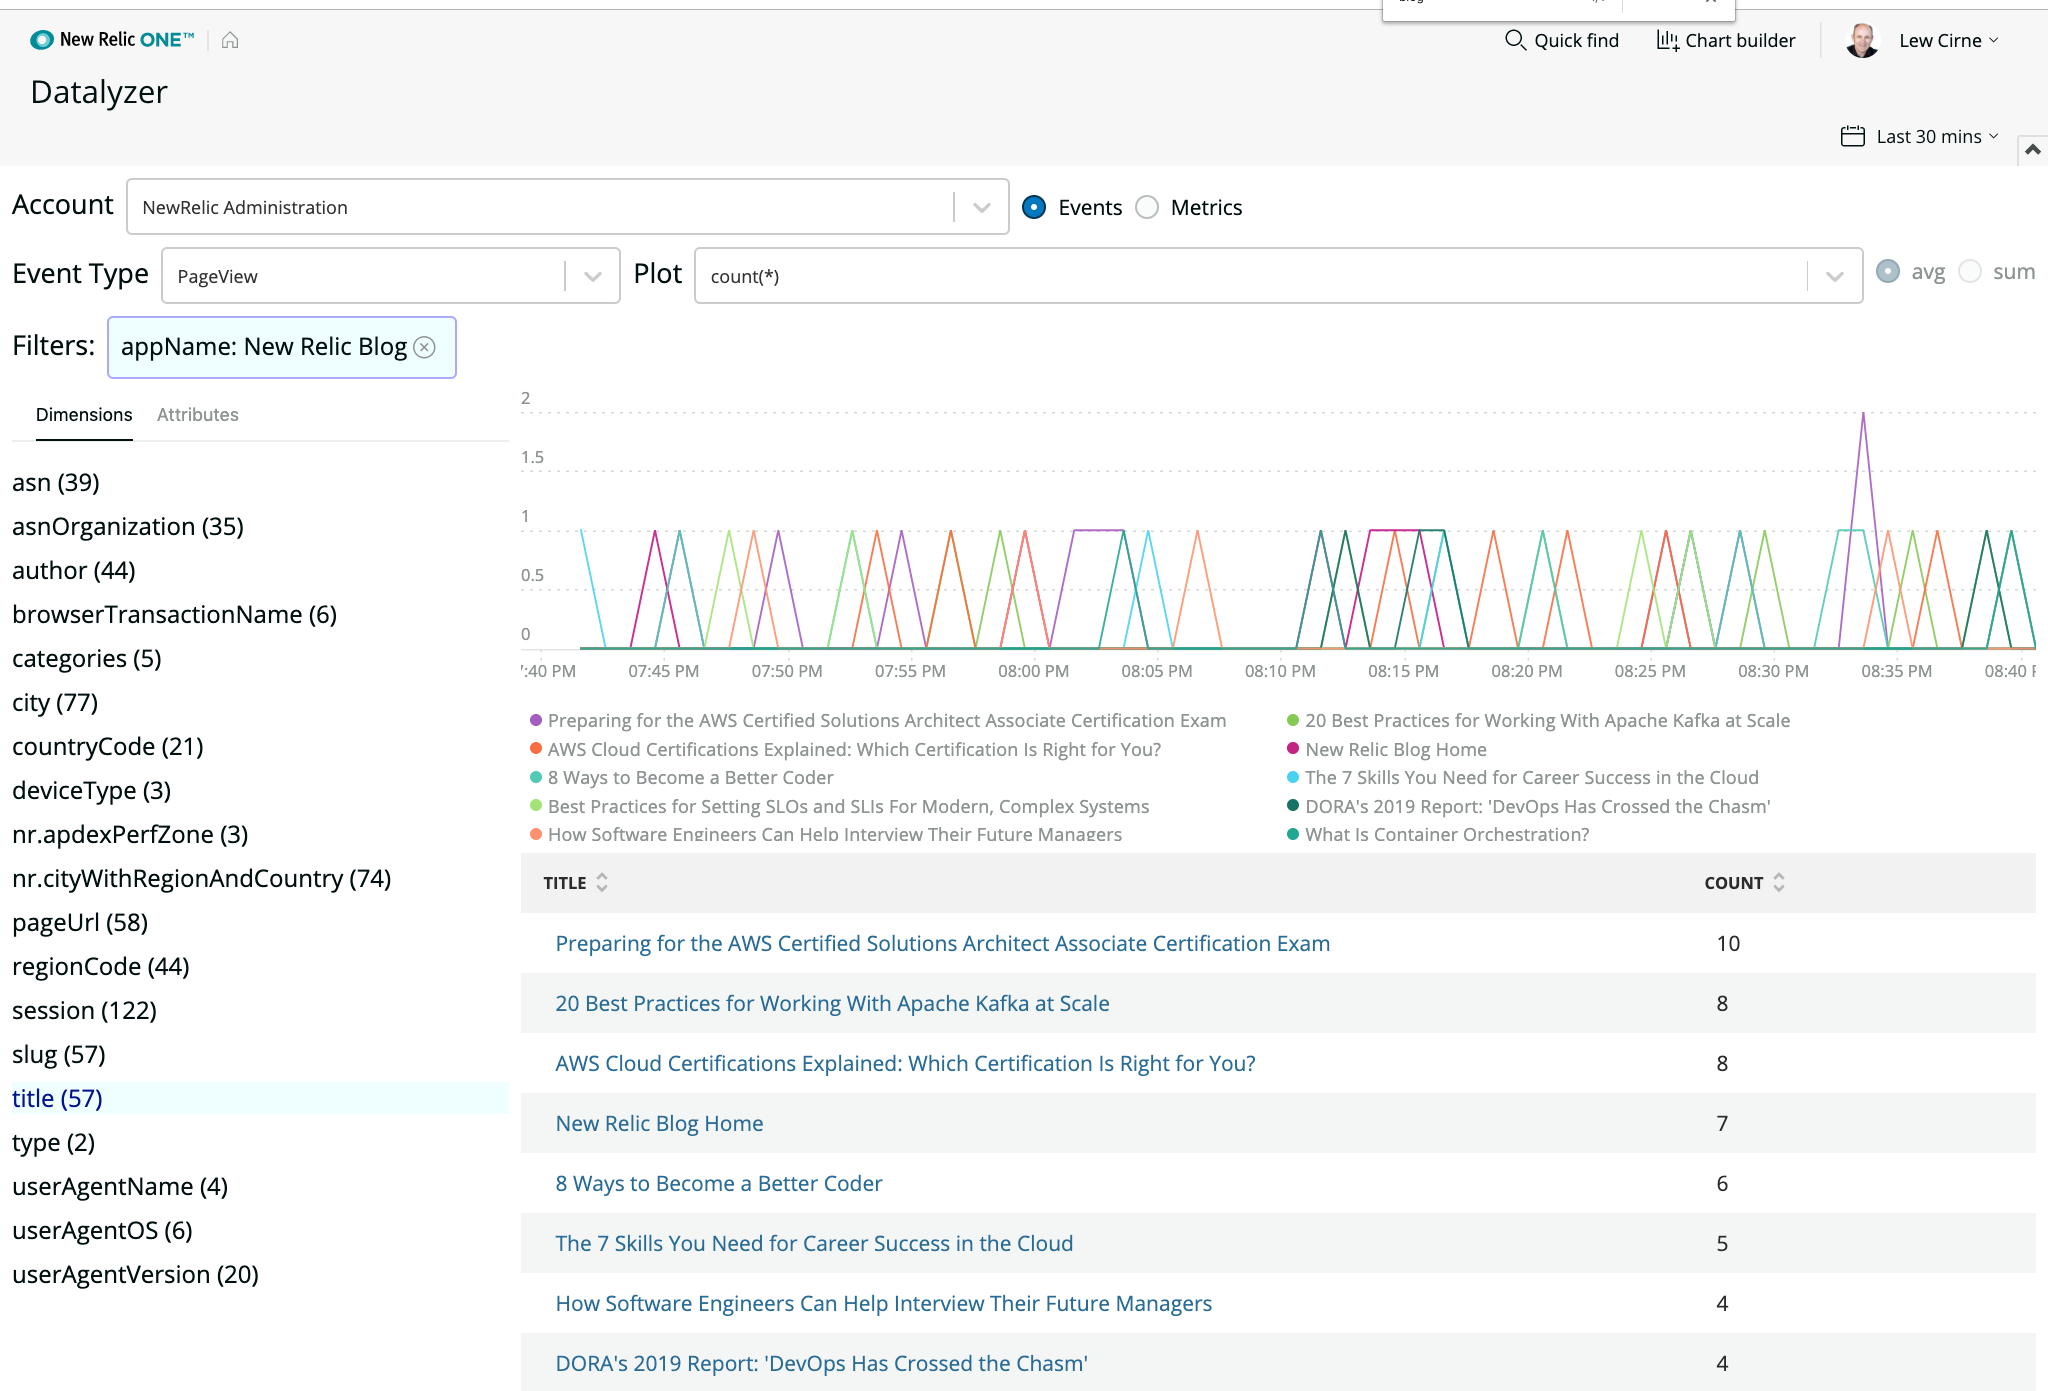 New Relic ONE™
Quick find
Chart builder
Lew Cirne
Datalyzer
Last 30 mins
Account
NewRelic Administration
Events
Metrics
Event Type
PageView
Plot
count(*)
avg
sum
Filters:
appName: New Relic Blog
Dimensions
Attributes
asn (39)
asnOrganization (35)
author (44)
browserTransactionName (6)
categories (5)
city (77)
countryCode (21)
deviceType (3)
nr.apdexPerfZone (3)
nr.cityWithRegionAndCountry (74)
pageUrl (58)
regionCode (44)
session (122)
slug (57)
title (57)
type (2)
userAgentName (4)
userAgentOS (6)
userAgentVersion (20)
2
1.5
1
0.5
0
:40 PM
07:45 PM
07:50 PM
07:55 PM
08:00 PM
08:05 PM
08:10 PM
08:15 PM
08:20 PM
08:25 PM
08:30 PM
08:35 PM
08:40
Preparing for the AWS Certified Solutions Architect Associate Certification Exam
20 Best Practices for Working With Apache Kafka at Scale
AWS Cloud Certifications Explained: Which Certification Is Right for You?
New Relic Blog Home
8 Ways to Become a Better Coder
The 7 Skills You Need for Career Success in the Cloud
Best Practices for Setting SLOs and SLIs For Modern, Complex Systems
DORA's 2019 Report: 'DevOps Has Crossed the Chasm'
How Software Engineers Can Help Interview Their Future Managers
What Is Container Orchestration?
TITLE
COUNT
Preparing for the AWS Certified Solutions Architect Associate Certification Exam
10
20 Best Practices for Working With Apache Kafka at Scale
8
AWS Cloud Certifications Explained: Which Certification Is Right for You?
8
New Relic Blog Home
7
8 Ways to Become a Better Coder
6
The 7 Skills You Need for Career Success in the Cloud
5
How Software Engineers Can Help Interview Their Future Managers
4
DORA's 2019 Report: 'DevOps Has Crossed the Chasm'
4